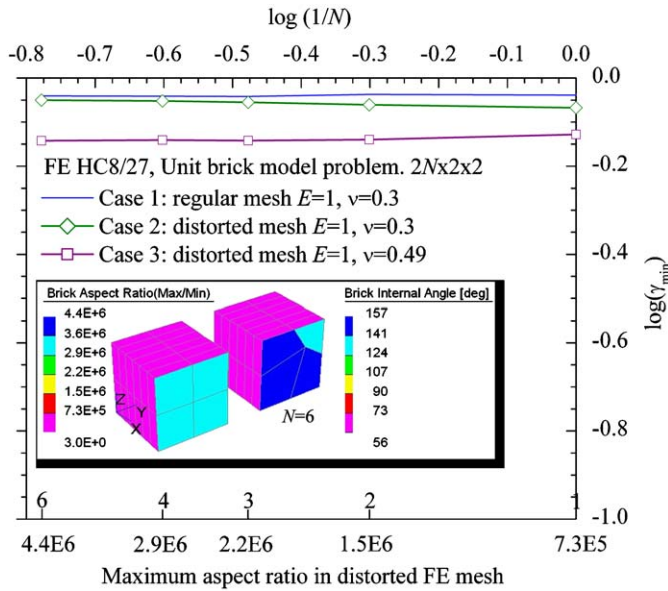 log (1/N)
-0.8 -0.7 -0.6 -0.5 -0.4 -0.3 -0.2 -0.1 0.0
0.0
-0.2
-0.4
-0.6
-0.8
-1.0
log(γmin)
FE HC8/27, Unit brick model problem. 2Nx2x2
Case 1: regular mesh E=1, ν=0.3
Case 2: distorted mesh E=1, ν=0.3
Case 3: distorted mesh E=1, ν=0.49
Brick Aspect Ratio(Max/Min)
4.4E+6
3.6E+6
2.9E+6
2.2E+6
1.5E+6
7.3E+5
3.0E+0
Z
Y
X
N=6
Brick Internal Angle [deg]
157
141
124
107
90
73
56
6 4 3 2 1
4.4E6 2.9E6 2.2E6 1.5E6 7.3E5
Maximum aspect ratio in distorted FE mesh